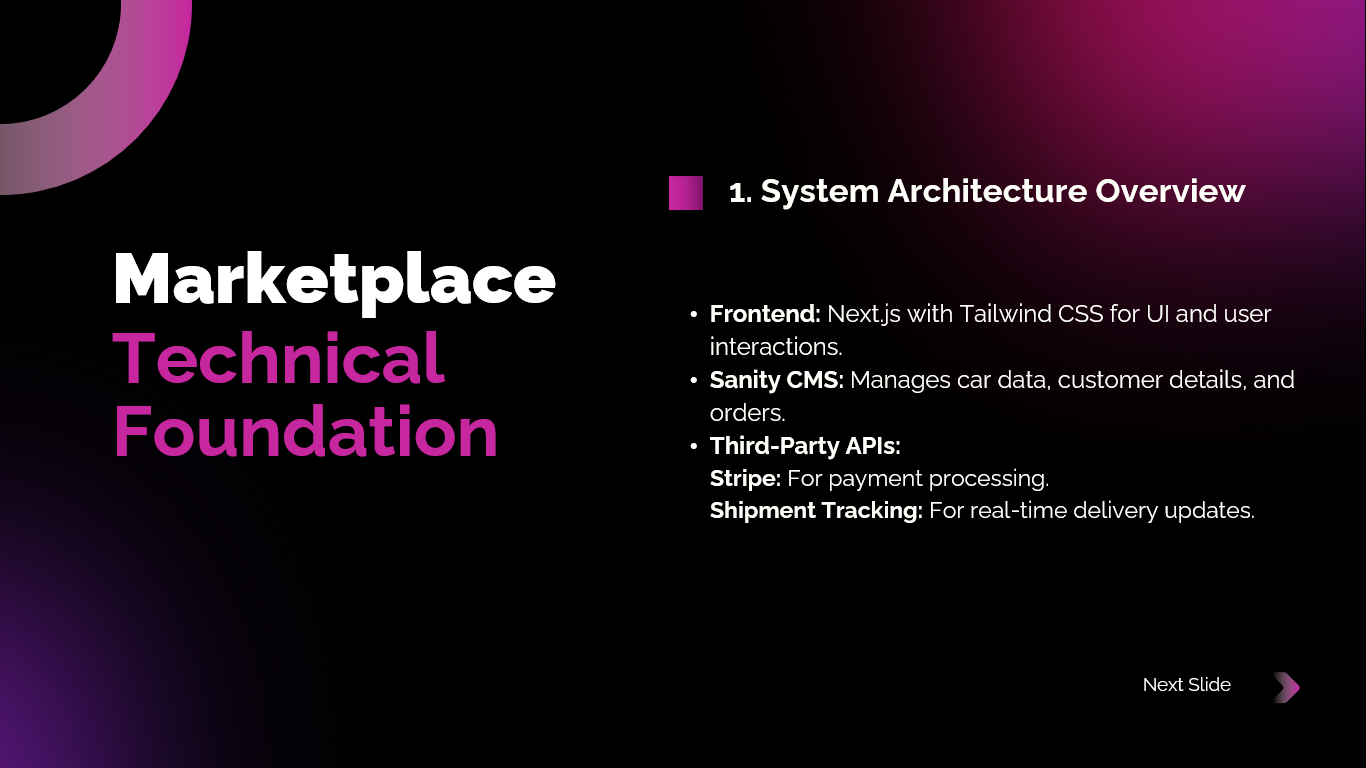 Marketplace
Technical
Foundation
1. System Architecture Overview
• Frontend: Next.js with Tailwind CSS for UI and user
interactions.
• Sanity CMS: Manages car data, customer details, and
orders.
• Third-Party APIs:
Stripe: For payment processing.
Shipment Tracking: For real-time delivery updates.
Next Slide